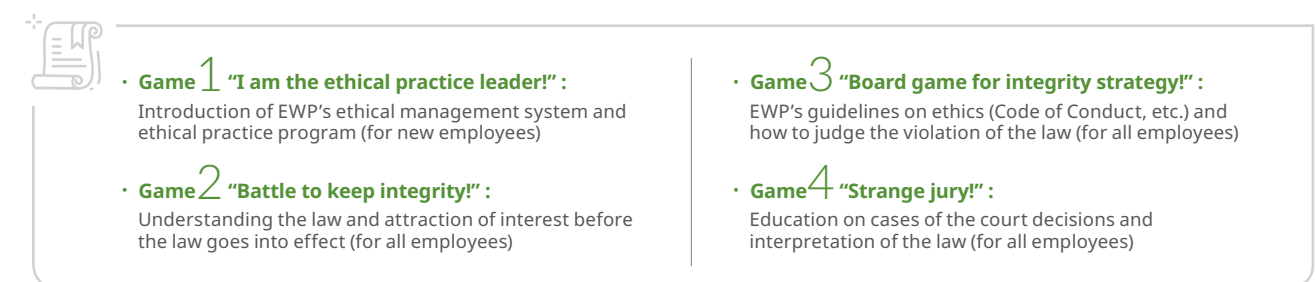 · Game 1 “I am the ethical practice leader!” :
Introduction of EWP’s ethical management system and
ethical practice program (for new employees)
· Game 2 “Battle to keep integrity!” :
Understanding the law and attraction of interest before
the law goes into effect (for all employees)
· Game 3 “Board game for integrity strategy!” :
EWP’s guidelines on ethics (Code of Conduct, etc.) and
how to judge the violation of the law (for all employees)
· Game 4 “Strange jury!” :
Education on cases of the court decisions and
interpretation of the law (for all employees)